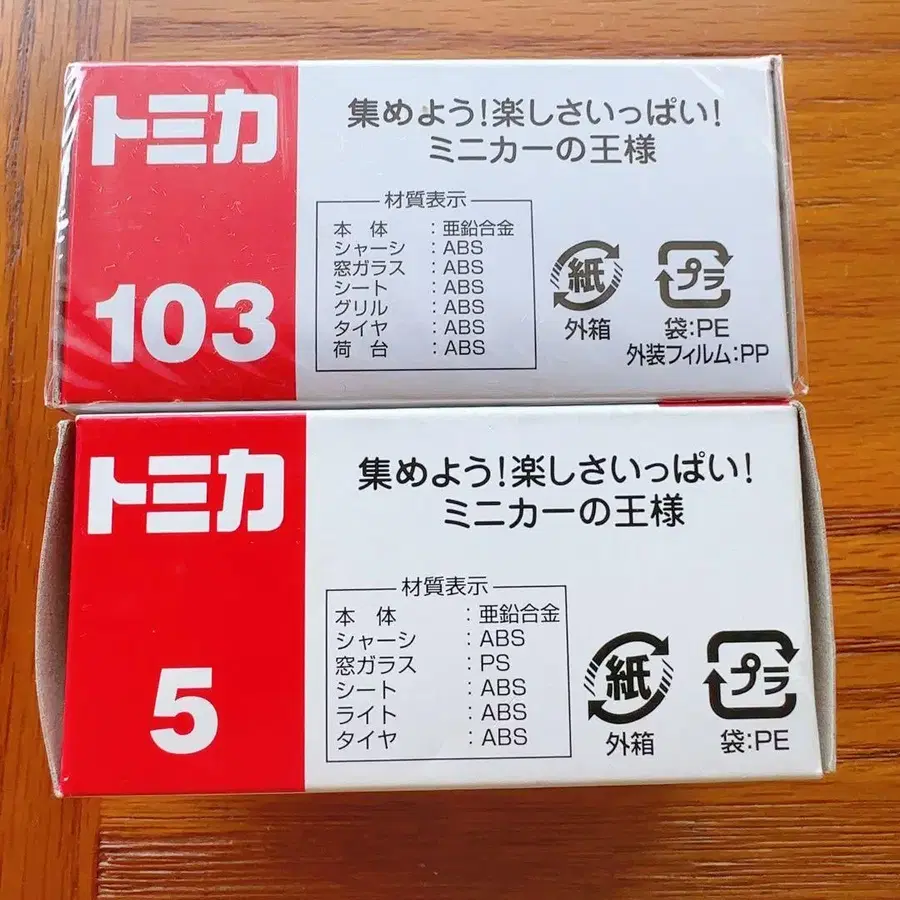 トミカ
103
集めよう!楽しさいっぱい!
ミニカーの王様
材質表示
本体:亜鉛合金
シャーシ:ABS
窓ガラス:ABS
シート:ABS
グリル:ABS
タイヤ:ABS
荷台:ABS
紙
外箱
プラ
袋:PE
外装フィルム:PP
トミカ
5
集めよう!楽しさいっぱい!
ミニカーの王様
材質表示
本体:亜鉛合金
シャーシ:ABS
窓ガラス:PS
シート:ABS
ライト:ABS
タイヤ:ABS
紙
外箱
プラ
袋:PE